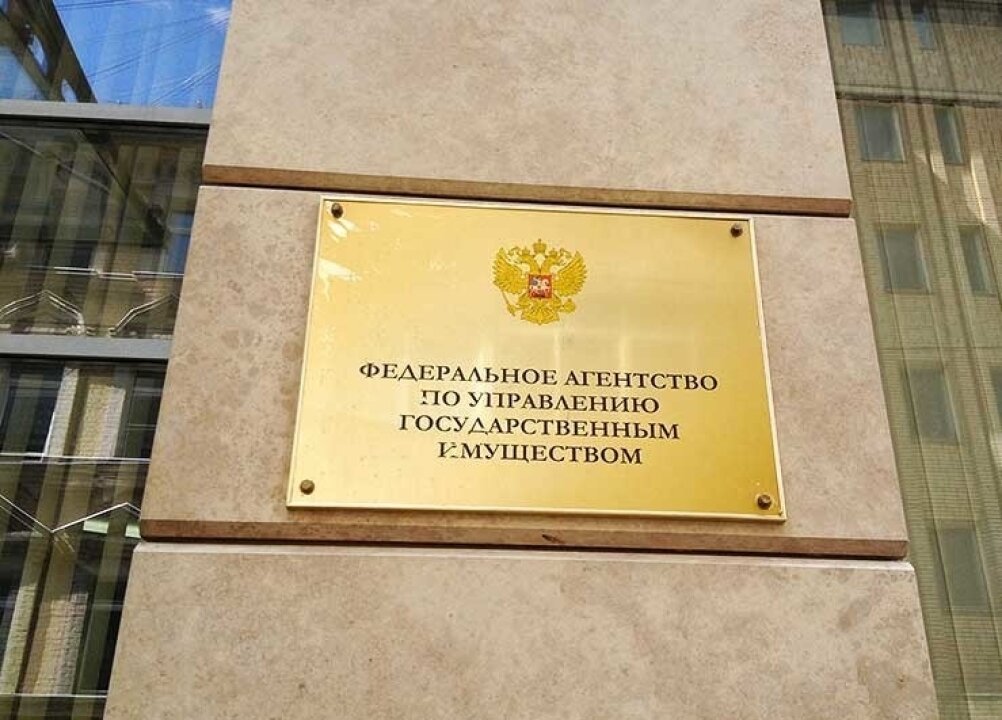 ФЕДЕРАЛЬНОЕ АГЕНТСТВО
ПО УПРАВЛЕНИЮ
ГОСУДАРСТВЕННЫМ
ИМУЩЕСТВОМ